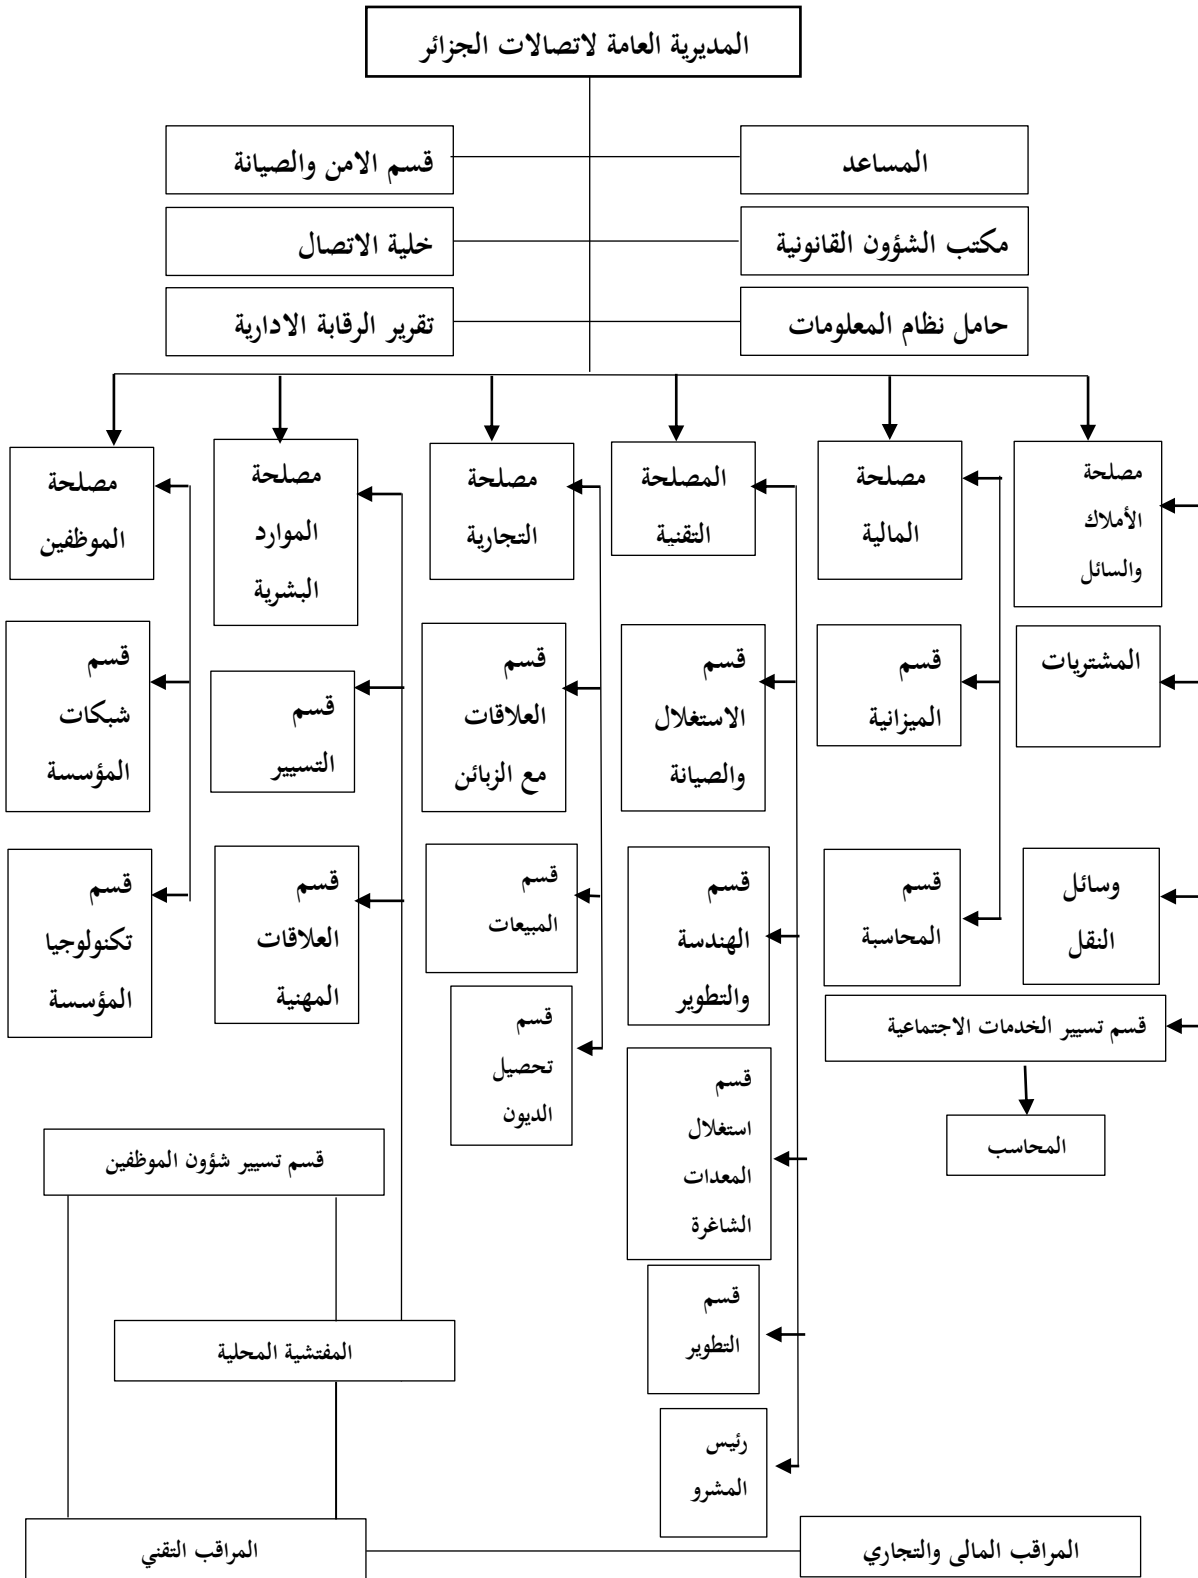 المديرية العامة لاتصالات الجزائر
المساعد
قسم الامن والصيانة
مكتب الشؤون القانونية
خلية الاتصال
حامل نظام المعلومات
تقرير الرقابة الادارية
مصلحة
الأملاك
والسائل
مصلحة
المالية
المصلحة
التقنية
مصلحة
التجارية
مصلحة
الموارد
البشرية
مصلحة
الموظفين
المشتريات
قسم
الميزانية
قسم
الاستغلال
والصيانة
قسم
العلاقات
مع الزبائن
قسم
التسيير
قسم
شبكات
المؤسسة
وسائل
النقل
قسم
المحاسبة
قسم
الهندسة
والتطوير
قسم
المبيعات
قسم
العلاقات
المهنية
قسم
تكنولوجيا
المؤسسة
قسم تسيير الخدمات الاجتماعية
قسم
تحصيل
الديون
قسم
استغلال
المعدات
الشاغرة
المحاسب
قسم تسيير شؤون الموظفين
قسم
التطوير
المفتشية المحلية
رئيس
المشرو
المراقب المالى والتجاري
المراقب التقني